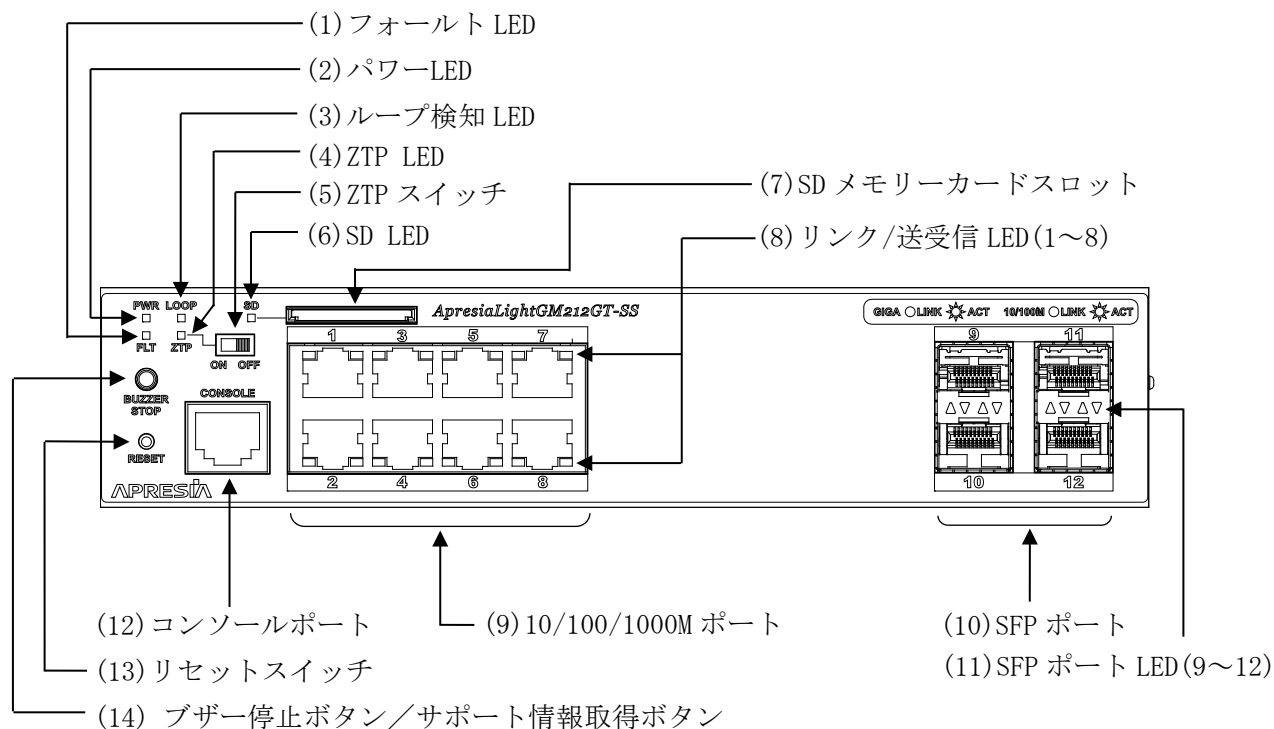 (1)フォールト LED
(2)パワーLED
(3)ループ検知 LED
(4)ZTP LED
(5)ZTP スイッチ
(6)SD LED
(7)SD メモリーカードスロット
(8)リンク/送受信 LED(1～8)
PWR LOOP SD
ApresiaLightGM212GT-SS
GIGA LINK ACT 10/100M LINK ACT
1 3 5 7
9 11
FLT ZTP
ON OFF
BUZZER
STOP
CONSOLE
RESET
APRESIA
2 4 6 8
10 12
(12)コンソールポート
(9)10/100/1000M ポート
(10)SFP ポート
(13)リセットスイッチ
(11)SFP ポート LED(9～12)
(14) ブザー停止ボタン／サポート情報取得ボタン